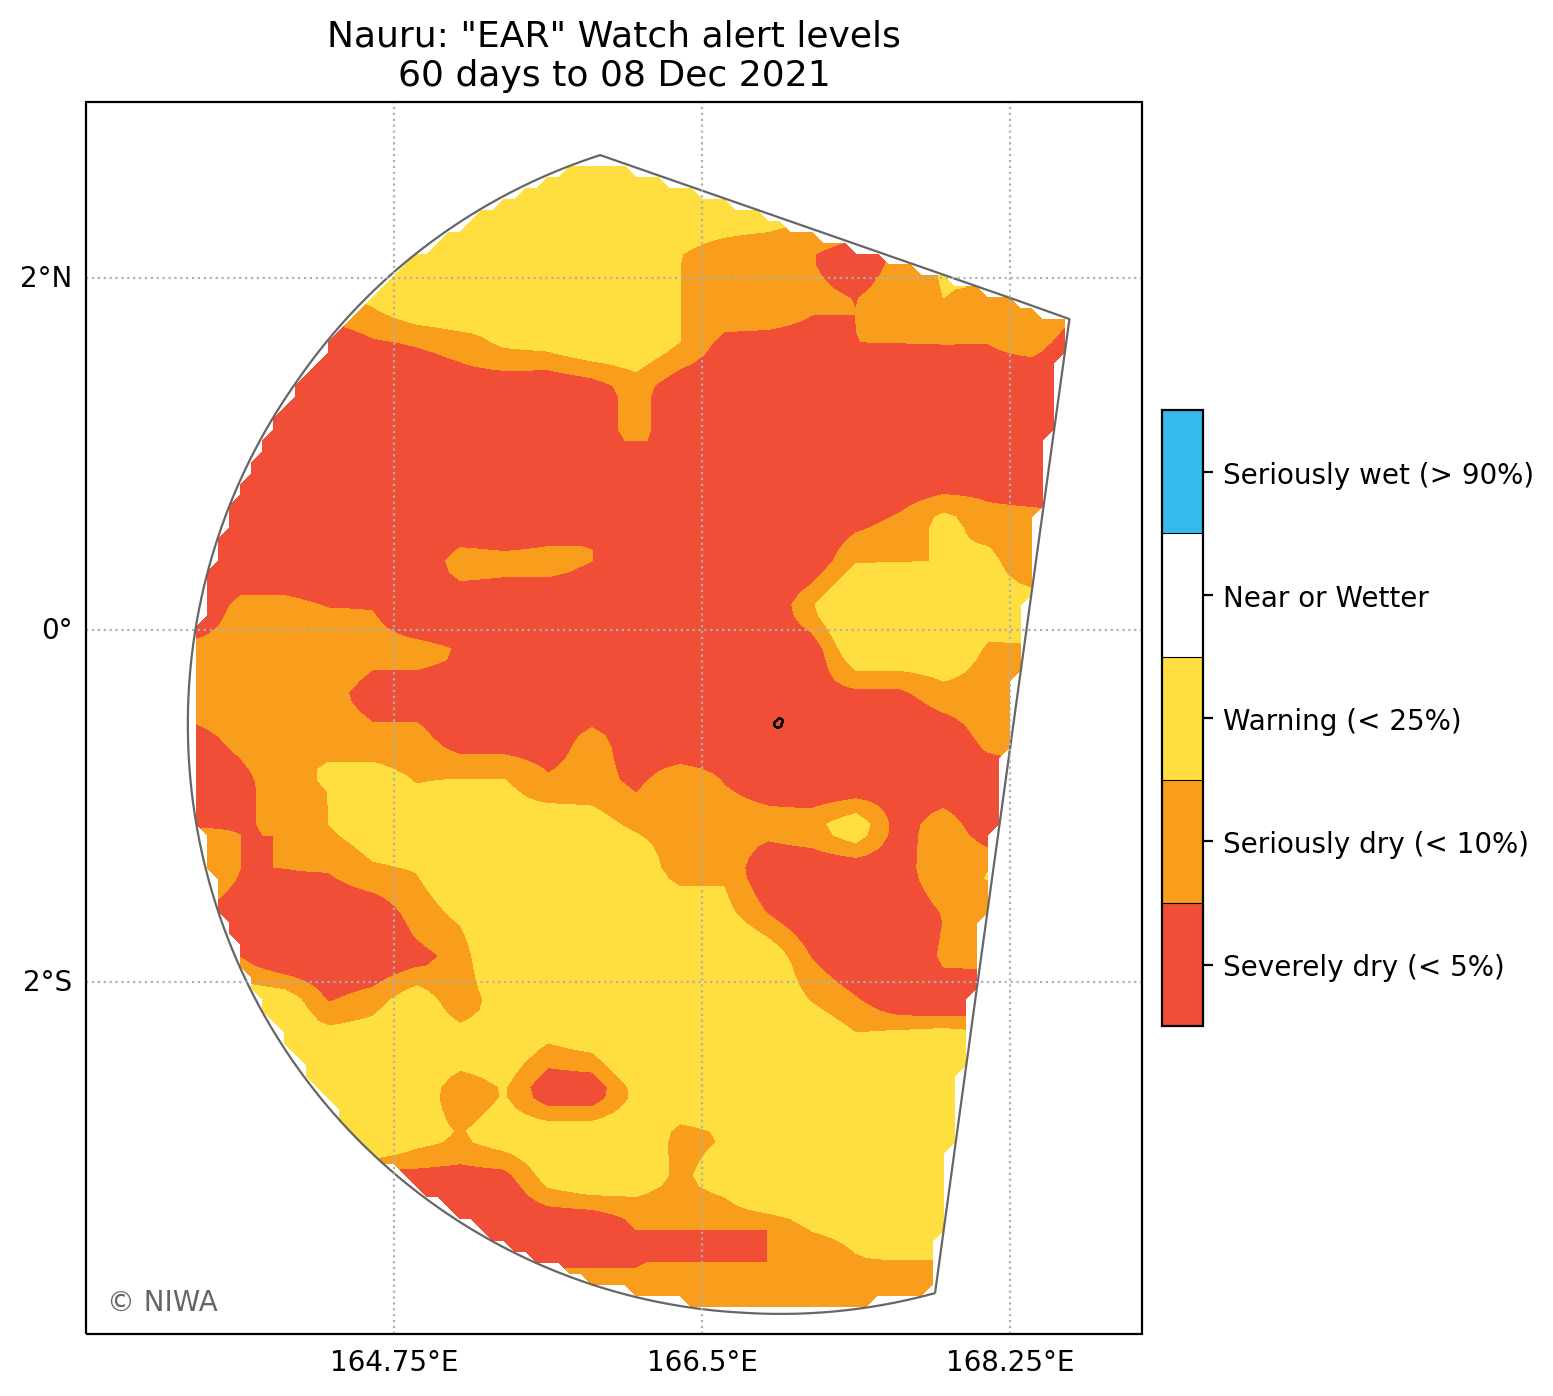 Nauru: "EAR" Watch alert levels
60 days to 08 Dec 2021
2°N
0°
2°S
164.75°E
166.5°E
168.25°E
Seriously wet (> 90%)
Near or Wetter
Warning (< 25%)
Seriously dry (< 10%)
Severely dry (< 5%)
© NIWA